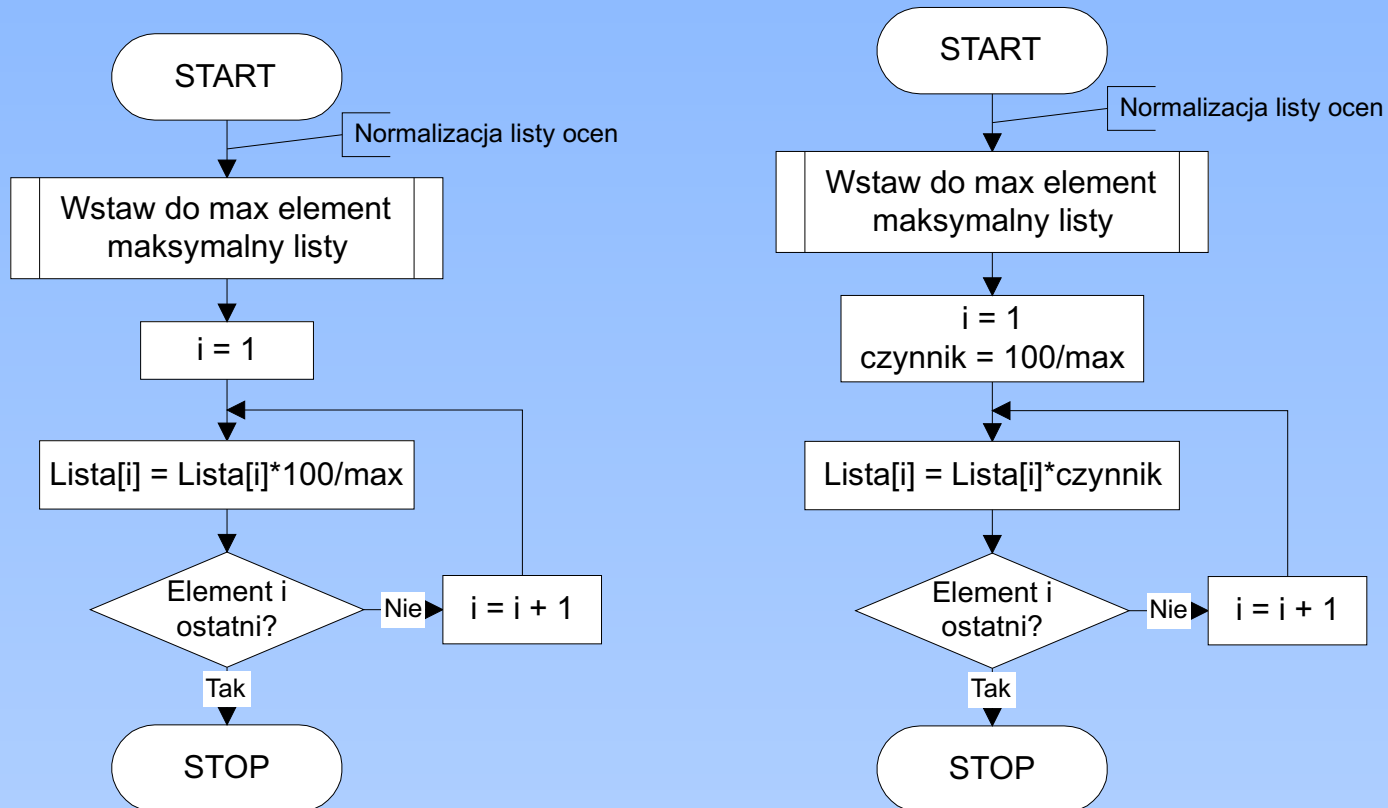 START
Normalizacja listy ocen
Wstaw do max element
maksymalny listy
i = 1
Lista[i] = Lista[i]*100/max
Element i
ostatni?
Nie
i = i + 1
Tak
STOP
START
Normalizacja listy ocen
Wstaw do max element
maksymalny listy
i = 1
czynnik = 100/max
Lista[i] = Lista[i]*czynnik
Element i
ostatni?
Nie
i = i + 1
Tak
STOP